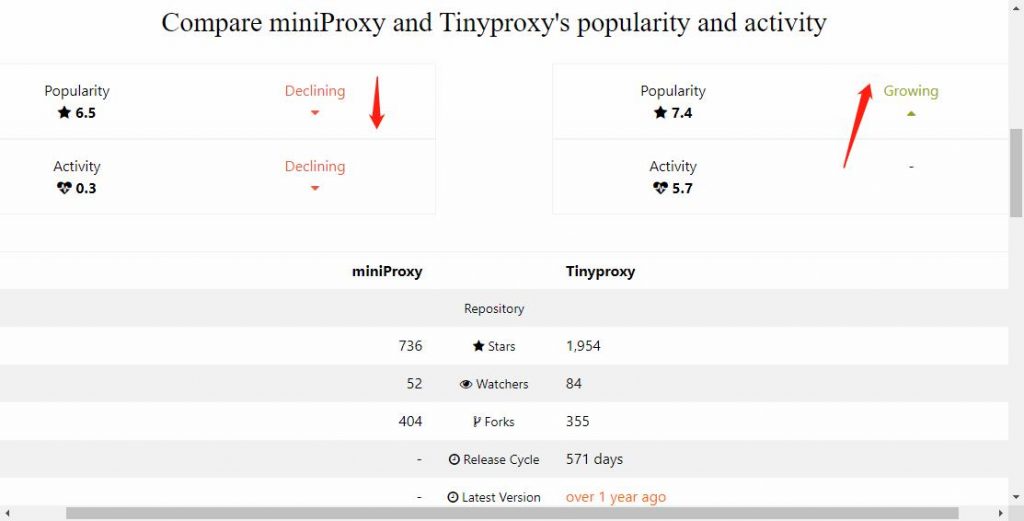 Compare miniProxy and Tinyproxy's popularity and activity
Popularity Declining
6.5
Activity Declining
0.3
Popularity Growing
7.4
Activity -
5.7
miniProxy Tinyproxy
Repository
736 Stars 1,954
52 Watchers 84
404 Forks 355
- Release Cycle 571 days
- Latest Version over 1 year ago